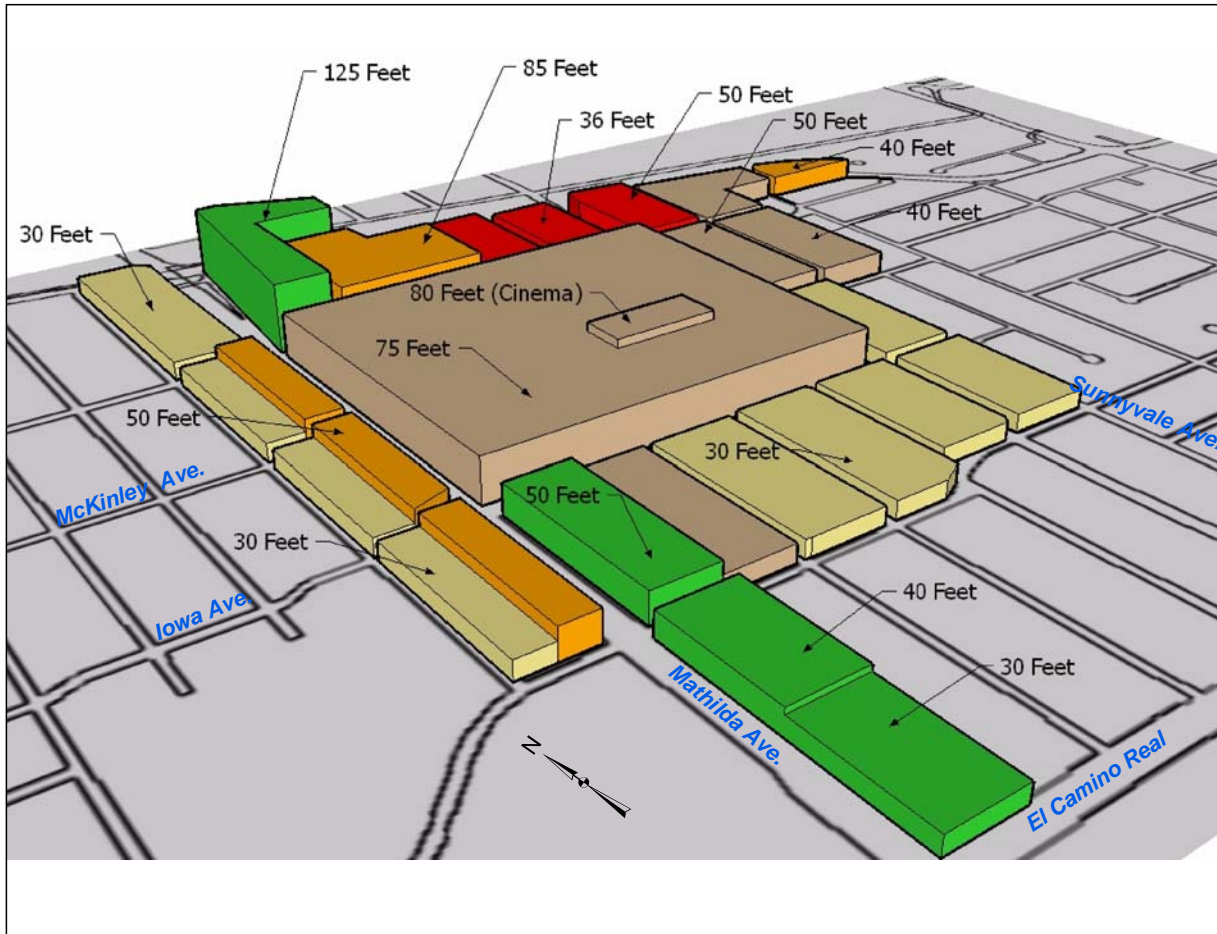 125 Feet
85 Feet
50 Feet
36 Feet
50 Feet
40 Feet
30 Feet
40 Feet
80 Feet (Cinema)
75 Feet
Sunnyvale Ave.
50 Feet
30 Feet
McKinley Ave.
50 Feet
30 Feet
40 Feet
Iowa Ave.
30 Feet
Mathilda Ave.
N
El Camino Real